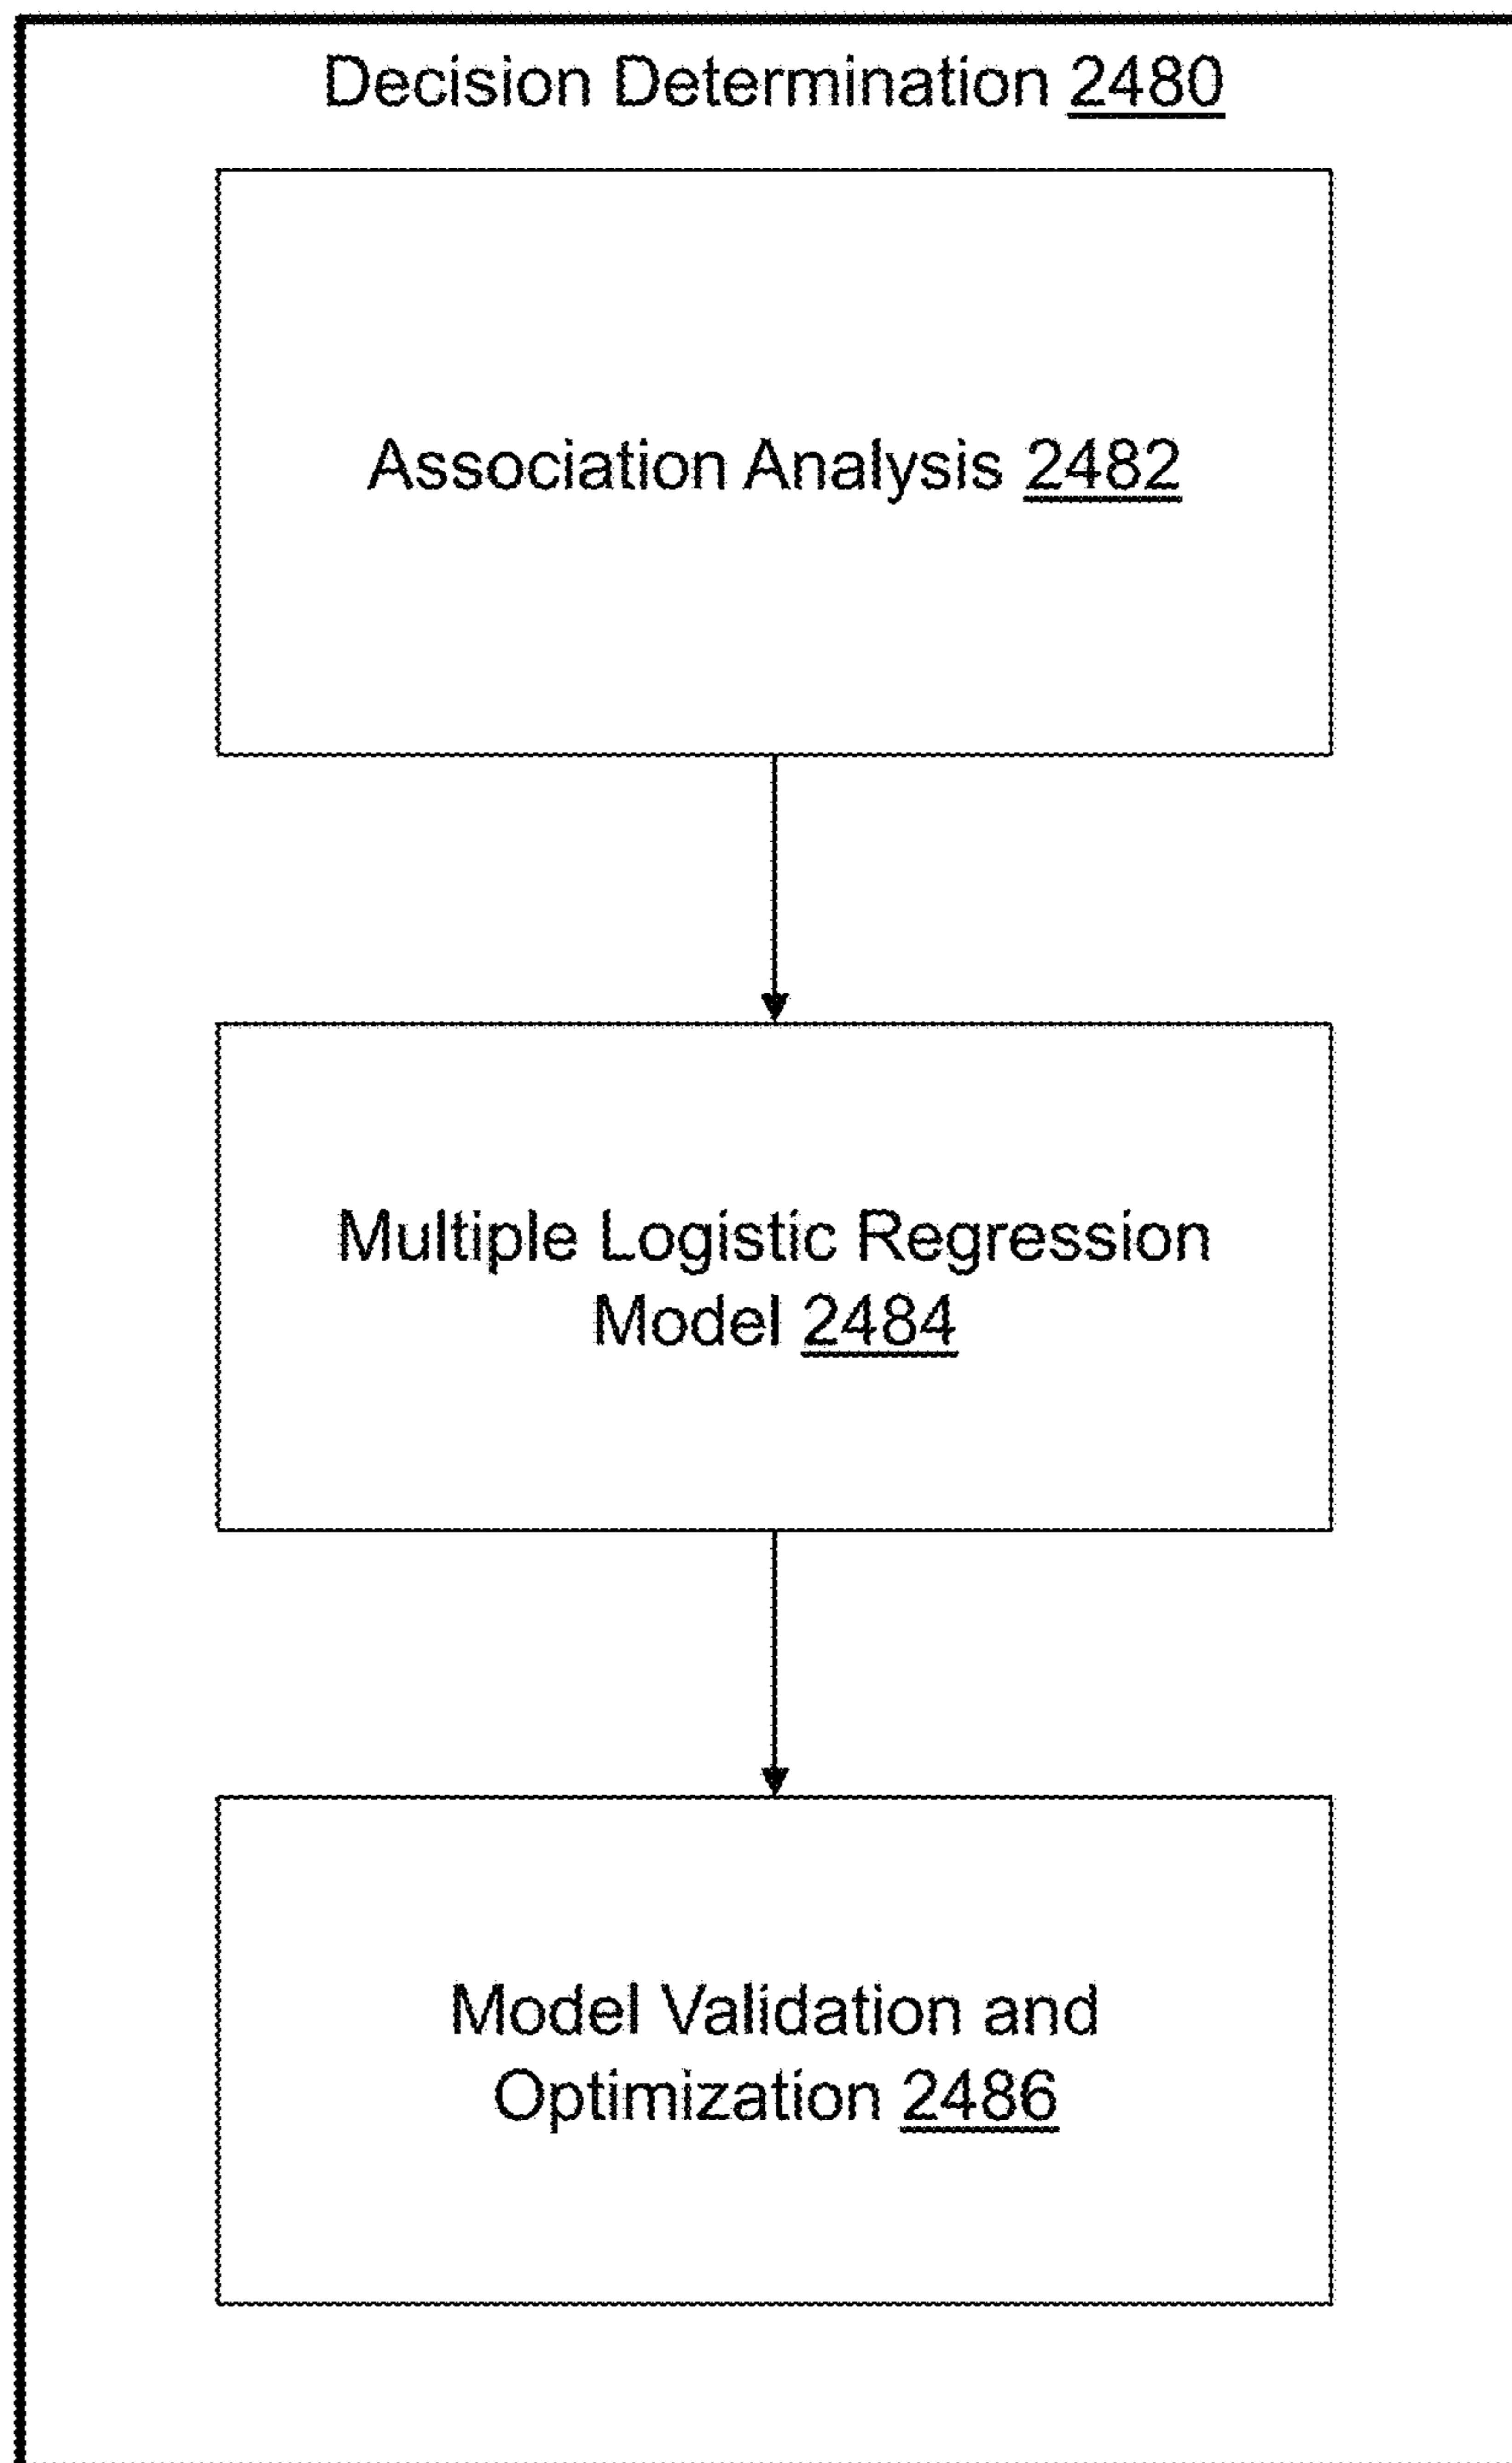 Decision Determination 2480
Association Analysis 2482
Multiple Logistic Regression
Model 2484
Model Validation and
Optimization 2486